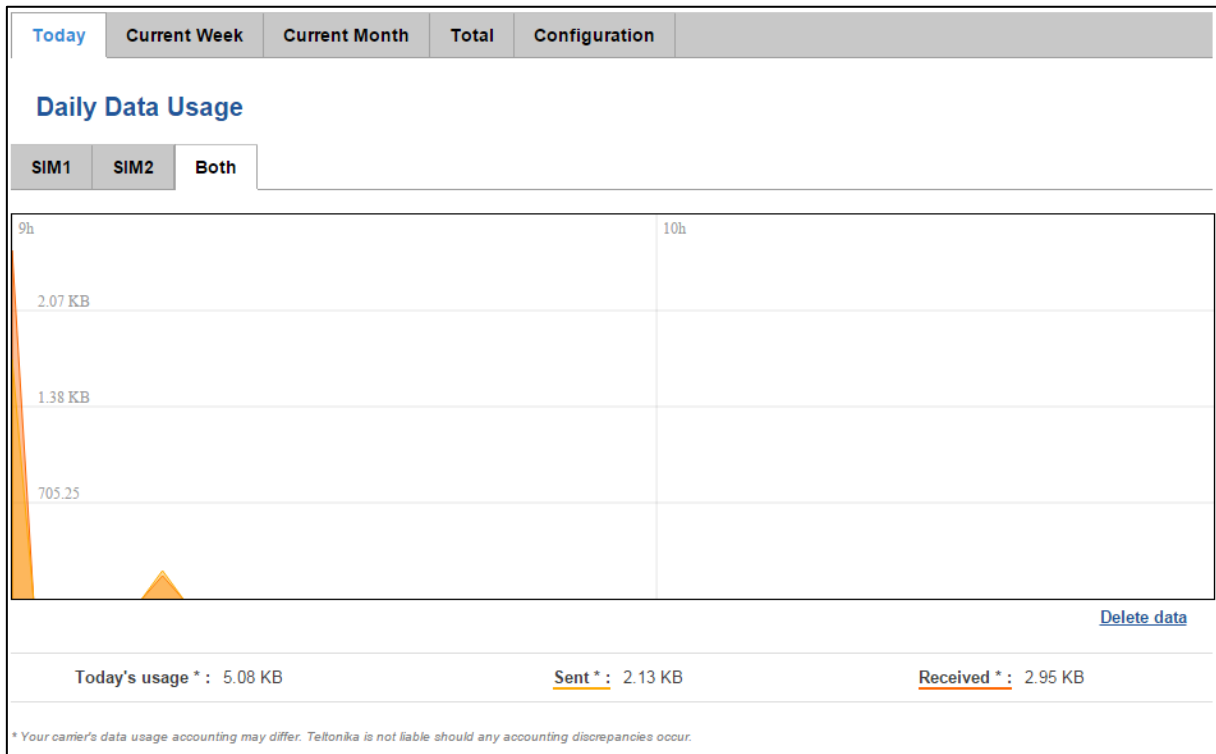 Today Current Week Current Month Total Configuration
Daily Data Usage
SIM1 SIM2 Both
9h 10h
2.07 KB
1.38 KB
705.25
Delete data
Today's usage * : 5.08 KB Sent * : 2.13 KB Received * : 2.95 KB
* Your carrier's data usage accounting may differ. Teltonika is not liable should any accounting discrepancies occur.